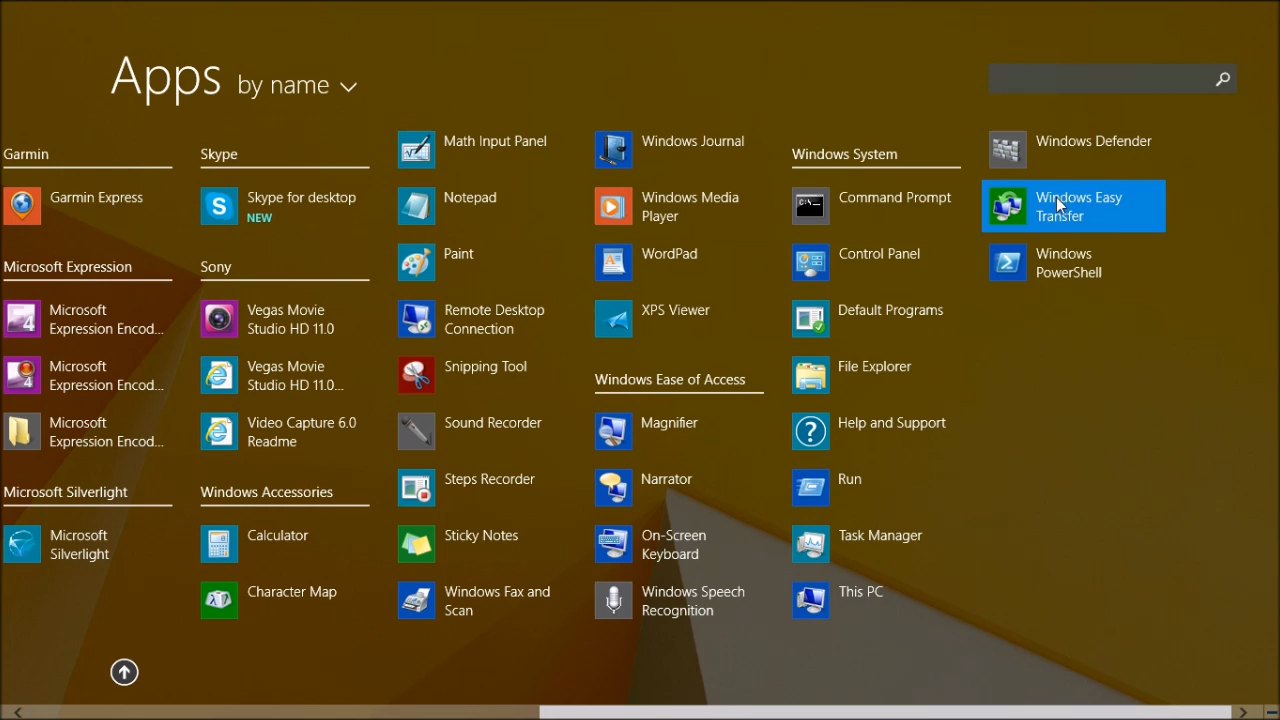 Apps by name
Garmin
Garmin Express
Microsoft Expression
Microsoft
Expression Encod...
Microsoft
Expression Encod...
Microsoft
Expression Encod...
Microsoft Silverlight
Microsoft
Silverlight
Skype
Skype for desktop
NEW
Sony
Vegas Movie
Studio HD 11.0
Vegas Movie
Studio HD 11.0...
Video Capture 6.0
Readme
Windows Accessories
Calculator
Character Map
Math Input Panel
Notepad
Paint
Remote Desktop
Connection
Snipping Tool
Sound Recorder
Steps Recorder
Sticky Notes
Windows Fax and
Scan
Windows Journal
Windows Media
Player
WordPad
XPS Viewer
Windows Ease of Access
Magnifier
Narrator
On-Screen
Keyboard
Windows Speech
Recognition
Windows System
Command Prompt
Control Panel
Default Programs
File Explorer
Help and Support
Run
Task Manager
This PC
Windows Defender
Windows Easy
Transfer
Windows
PowerShell